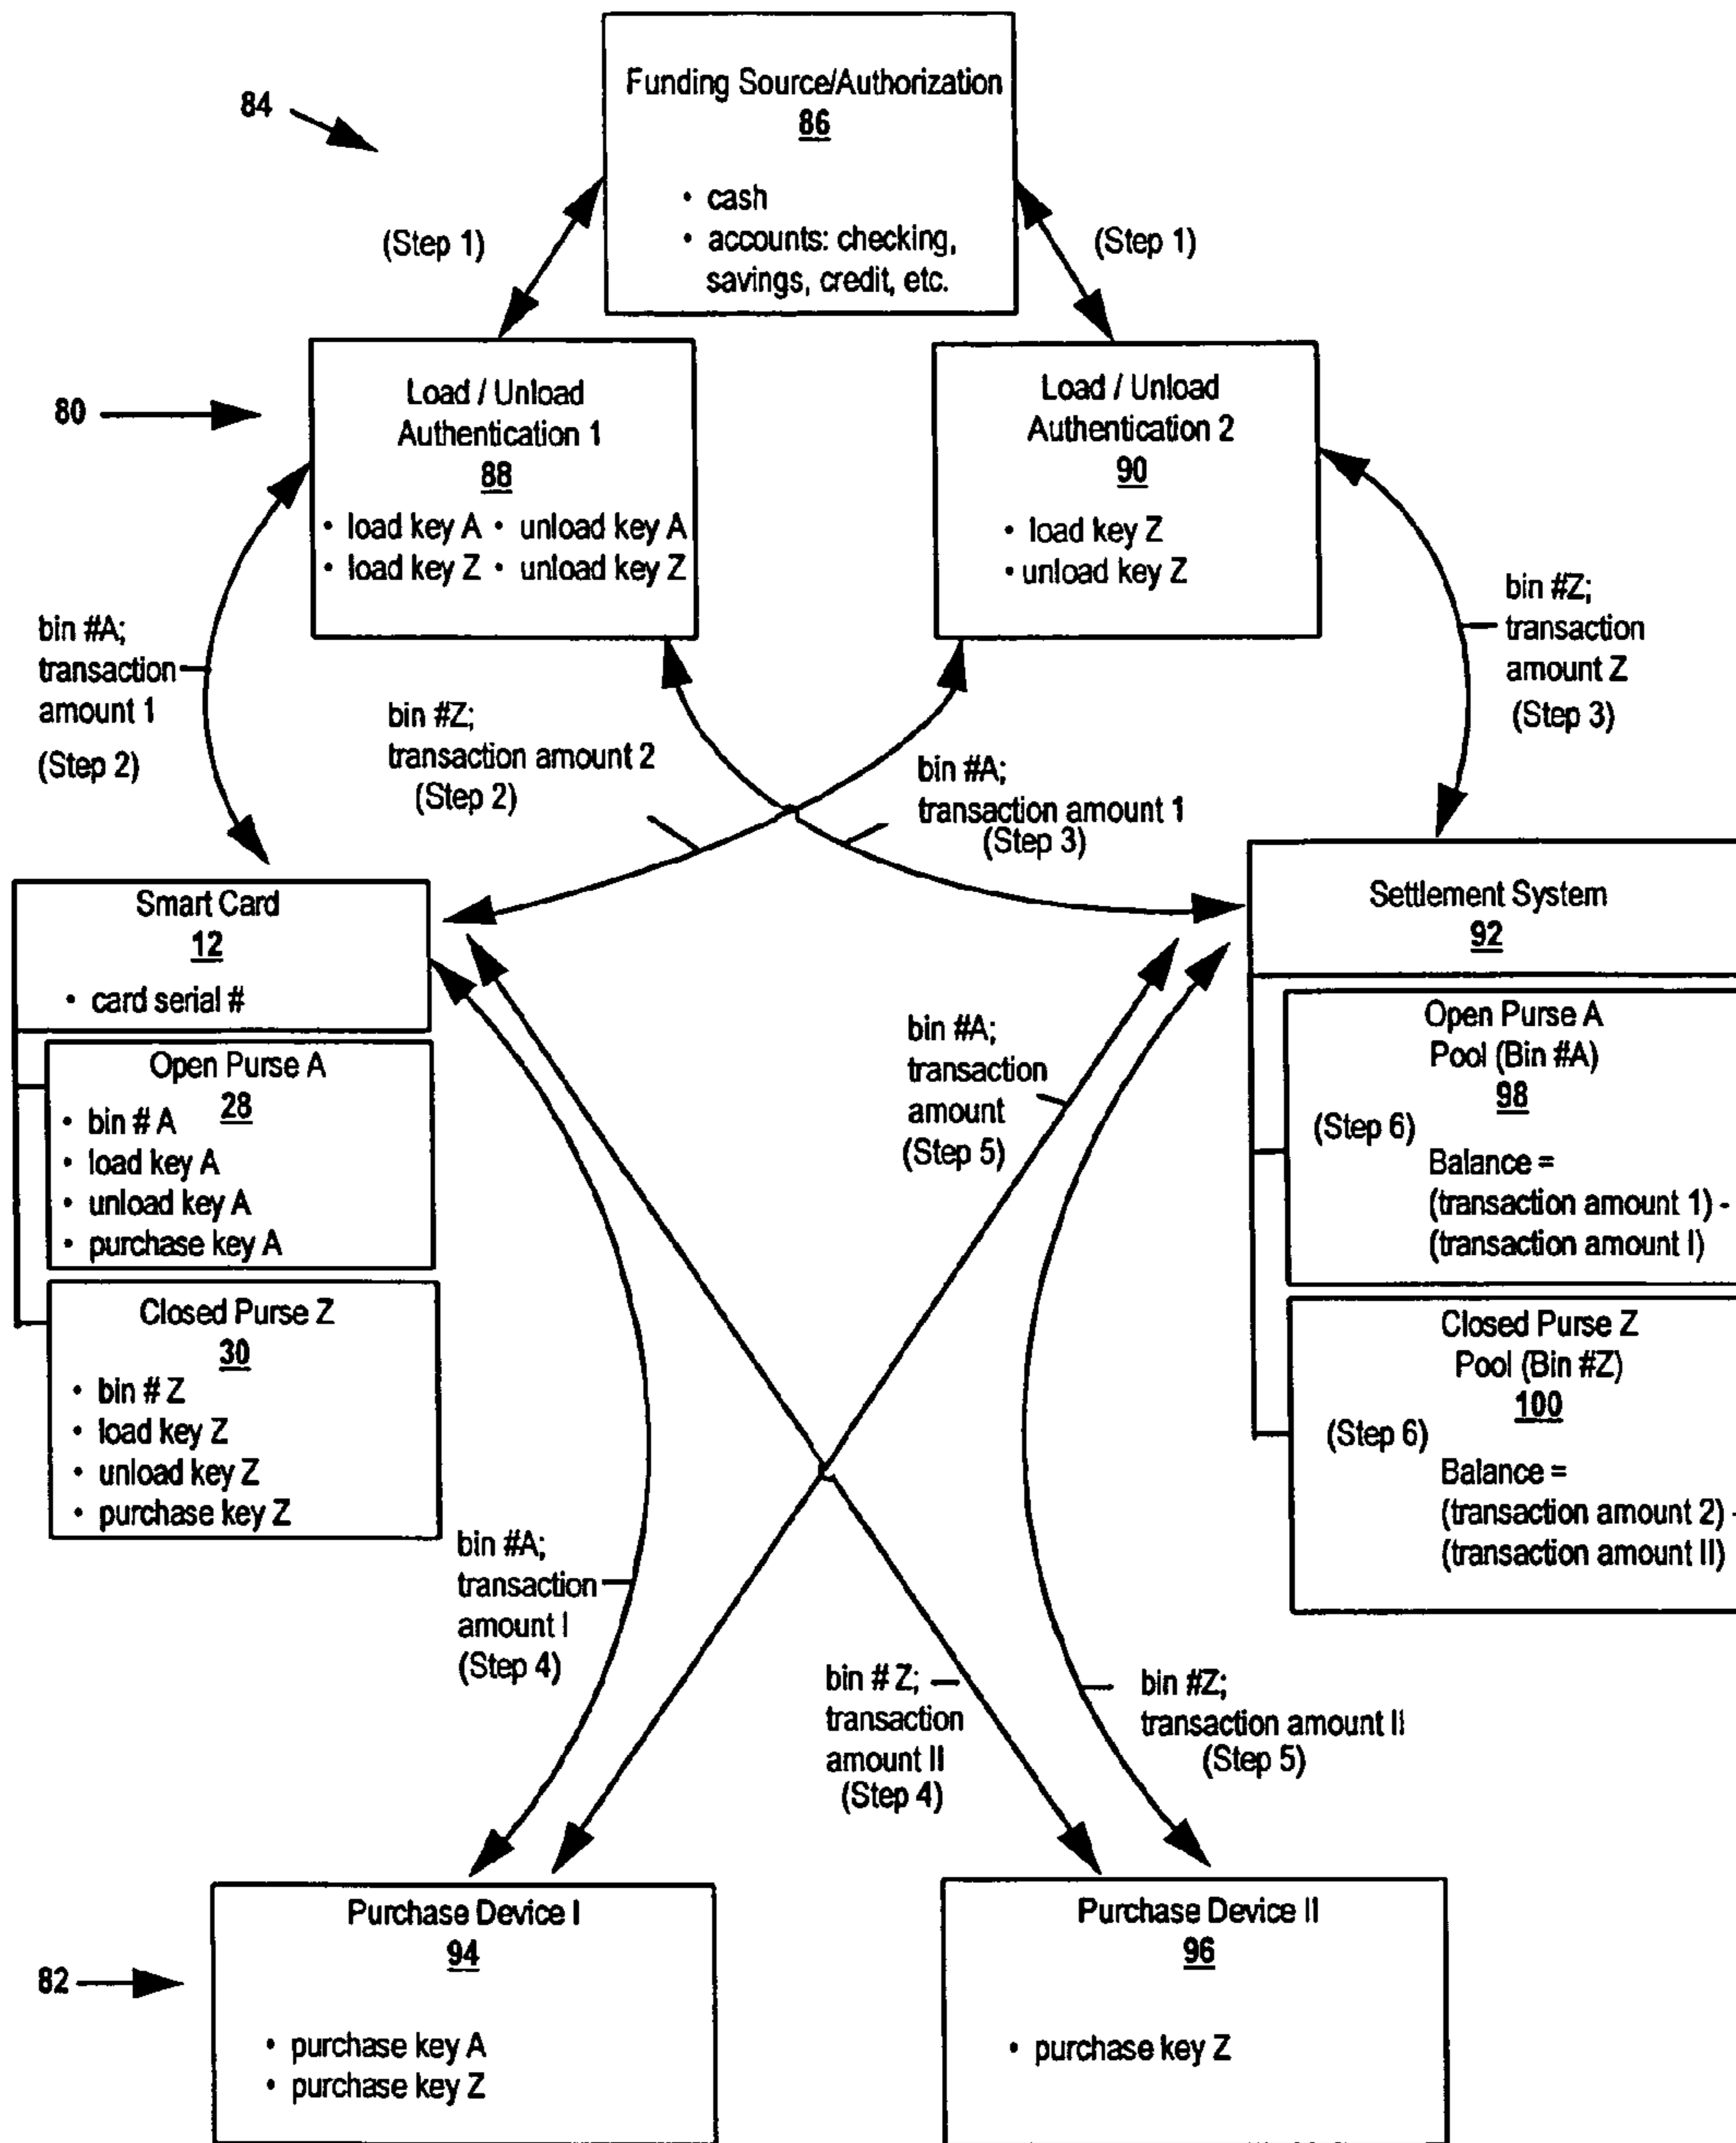 Funding Source/Authorization
86
• cash
• accounts: checking,
savings, credit, etc.
84
(Step 1)
(Step 1)
80
Load / Unload
Authentication 1
88
• load key A • unload key A
• load key Z • unload key Z
Load / Unload
Authentication 2
90
• load key Z
• unload key Z
bin #A;
transaction
amount 1
(Step 2)
bin #Z;
transaction amount 2
(Step 2)
bin #A;
transaction amount 1
(Step 3)
bin #Z;
transaction
amount Z
(Step 3)
Smart Card
12
• card serial #
Open Purse A
28
• bin # A
• load key A
• unload key A
• purchase key A
Closed Purse Z
30
• bin # Z
• load key Z
• unload key Z
• purchase key Z
Settlement System
92
Open Purse A
Pool (Bin #A)
98
(Step 6)
Balance =
(transaction amount 1) -
(transaction amount I)
Closed Purse Z
Pool (Bin #Z)
100
(Step 6)
Balance =
(transaction amount 2) -
(transaction amount II)
bin #A;
transaction
amount
(Step 5)
bin #A;
transaction
amount I
(Step 4)
bin # Z;
transaction
amount II
(Step 4)
bin #Z;
transaction amount II
(Step 5)
82
Purchase Device I
94
• purchase key A
• purchase key Z
Purchase Device II
96
• purchase key Z